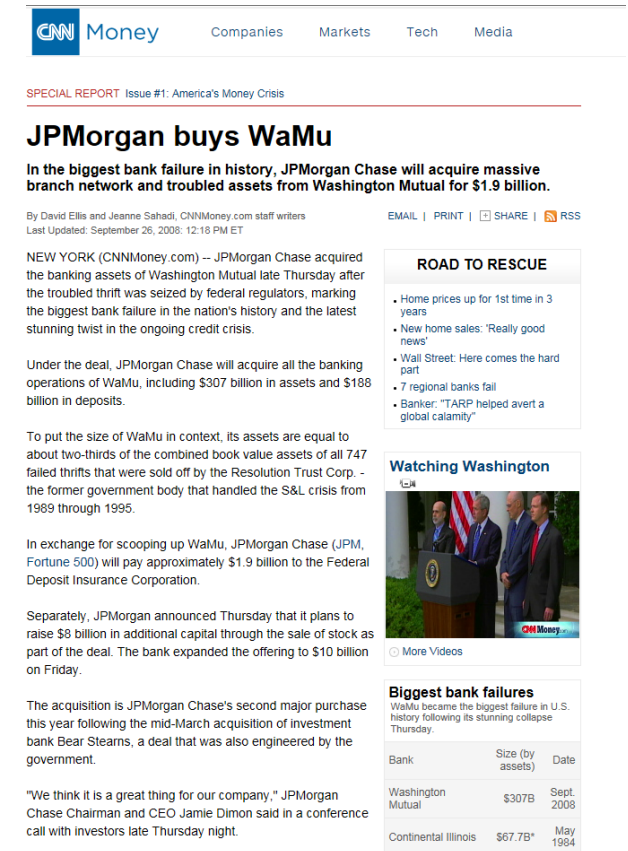 CNN Money Companies Markets Tech Media
SPECIAL REPORT Issue #1: America's Money Crisis
JPMorgan buys WaMu
In the biggest bank failure in history, JPMorgan Chase will acquire massive
branch network and troubled assets from Washington Mutual for $1.9 billion.
By David Ellis and Jeanne Sahadi, CNNMoney.com staff writers
Last Updated: September 26, 2008: 12:18 PM ET
EMAIL | PRINT | SHARE | RSS
NEW YORK (CNNMoney.com) -- JPMorgan Chase acquired
the banking assets of Washington Mutual late Thursday after
the troubled thrift was seized by federal regulators, marking
the biggest bank failure in the nation's history and the latest
stunning twist in the ongoing credit crisis.
Under the deal, JPMorgan Chase will acquire all the banking
operations of WaMu, including $307 billion in assets and $188
billion in deposits.
To put the size of WaMu in context, its assets are equal to
about two-thirds of the combined book value assets of all 747
failed thrifts that were sold off by the Resolution Trust Corp. -
the former government body that handled the S&L crisis from
1989 through 1995.
In exchange for scooping up WaMu, JPMorgan Chase (JPM,
Fortune 500) will pay approximately $1.9 billion to the Federal
Deposit Insurance Corporation.
Separately, JPMorgan announced Thursday that it plans to
raise $8 billion in additional capital through the sale of stock as
part of the deal. The bank expanded the offering to $10 billion
on Friday.
The acquisition is JPMorgan Chase's second major purchase
this year following the mid-March acquisition of investment
bank Bear Stearns, a deal that was also engineered by the
government.
"We think it is a great thing for our company," JPMorgan
Chase Chairman and CEO Jamie Dimon said in a conference
call with investors late Thursday night.
ROAD TO RESCUE
Home prices up for 1st time in 3
years
New home sales: 'Really good
news'
Wall Street: Here comes the hard
part
7 regional banks fail
Banker: "TARP helped avert a
global calamity"
Watching Washington
CNN Money.com
More Videos
Biggest bank failures
WaMu became the biggest failure in U.S.
history following its stunning collapse
Thursday.
Bank Size (by assets) Date
Washington Mutual $307B Sept. 2008
Continental Illinois $67.7B* May 1984